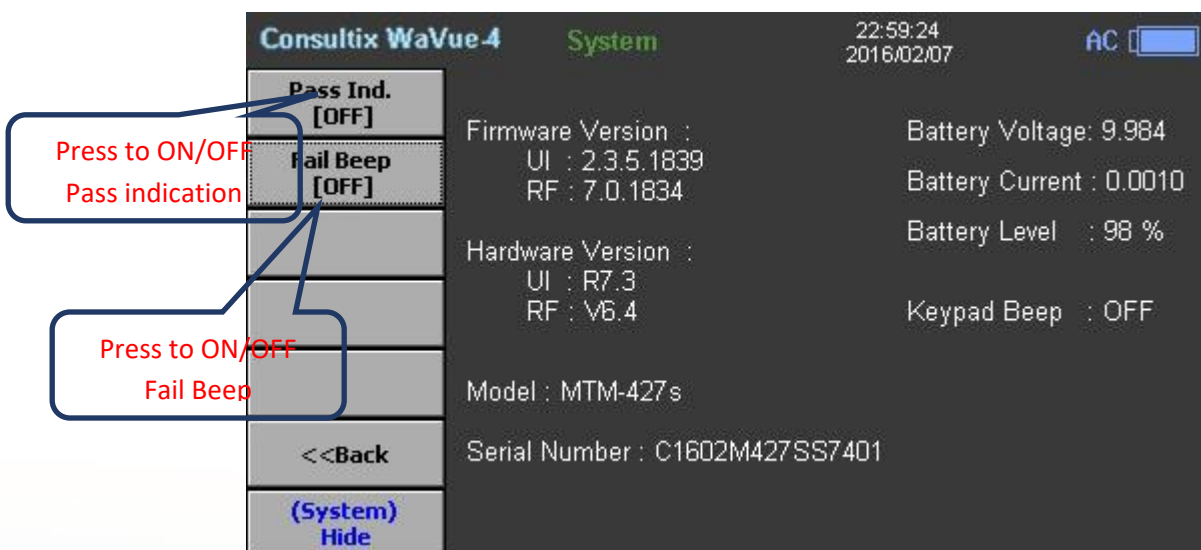 Consultix WaVue-4 System 22:59:24 AC
2016/02/07
Pass Ind.
[OFF]
Fail Beep
[OFF]
<<Back
(System)
Hide
Press to ON/OFF
Pass indication
Press to ON/OFF
Fail Beep
Firmware Version :
UI : 2.3.5.1839
RF : 7.0.1834
Hardware Version :
UI : R7.3
RF : V6.4
Model : MTM-427s
Serial Number : C1602M427SS7401
Battery Voltage: 9.984
Battery Current : 0.0010
Battery Level : 98 %
Keypad Beep : OFF